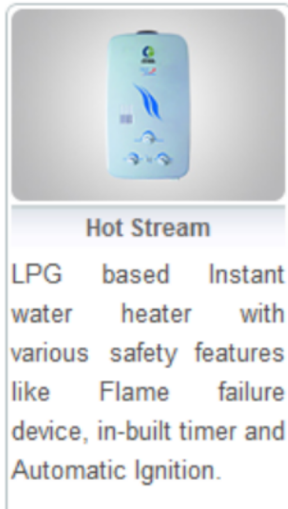 Hot Stream
LPG based Instant
water heater with
various safety features
like Flame failure
device, in-built timer and
Automatic Ignition.